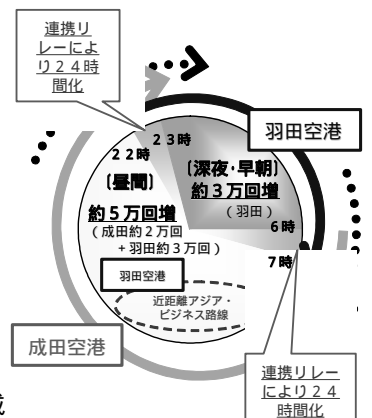 連携リ
レーによ
り２４時
間化
羽田空港
２３時
２２時
〔昼間〕
〔深夜・早朝〕
約３万回増
（羽田）
約５万回増
（成田約２万回
＋羽田約３万回）
６時
７時
羽田空港
近距離アジア・
ビジネス路線
成田空港
連携リレー
により２４
時間化